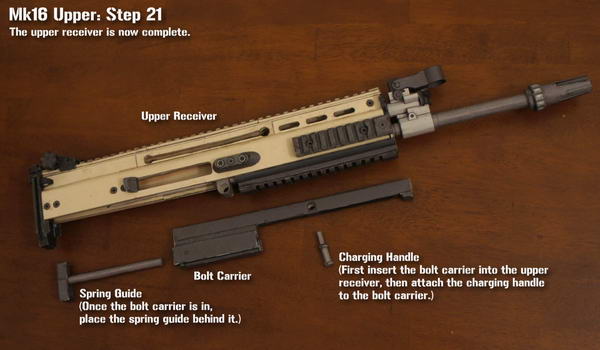 Mk16 Upper: Step 21
The upper receiver is now complete.
Upper Receiver
Bolt Carrier
Charging Handle
(First insert the bolt carrier into the upper
receiver, then attach the charging handle
to the bolt carrier.)
Spring Guide
(Once the bolt carrier is in,
place the spring guide behind it.)